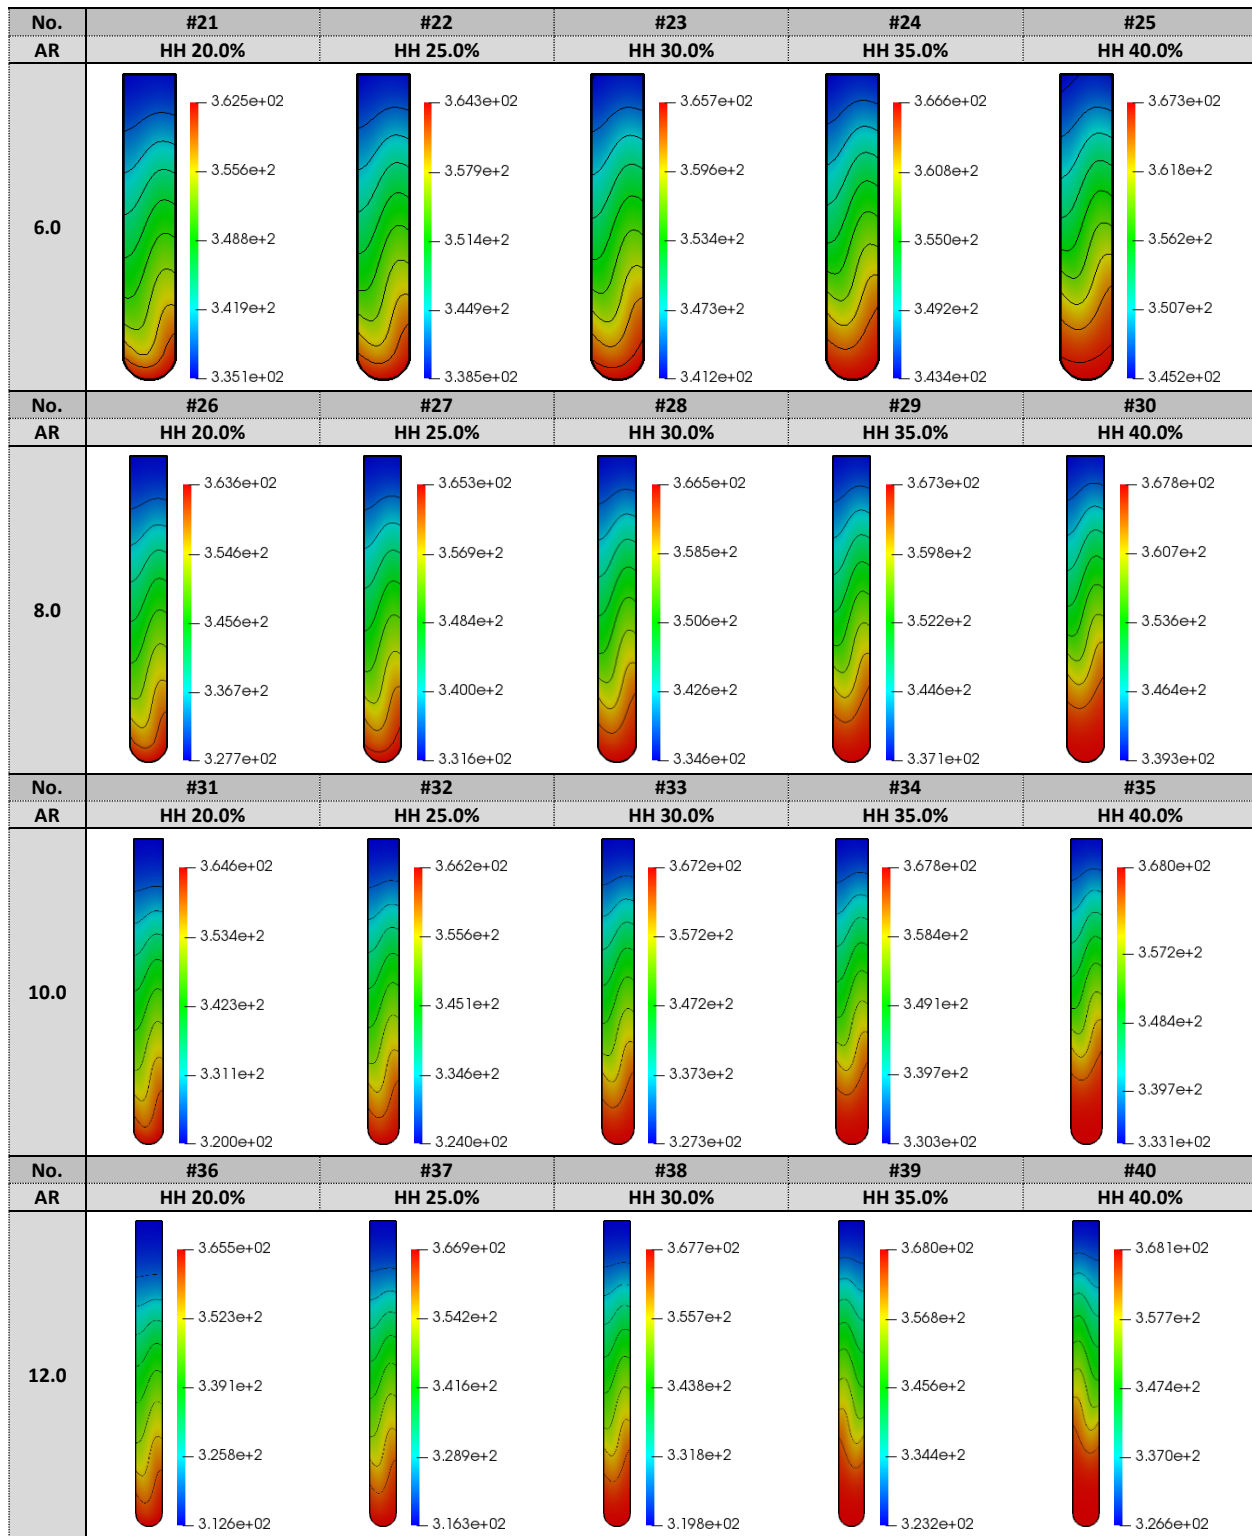 No. #21 #22 #23 #24 #25
AR HH 20.0% HH 25.0% HH 30.0% HH 35.0% HH 40.0%
6.0
3.625e+02 3.643e+02 3.657e+02 3.666e+02 3.673e+02
3.556e+2 3.579e+2 3.596e+2 3.608e+2 3.618e+2
3.488e+2 3.514e+2 3.534e+2 3.550e+2 3.562e+2
3.419e+2 3.449e+2 3.473e+2 3.492e+2 3.507e+2
3.351e+02 3.385e+02 3.412e+02 3.434e+02 3.452e+02
No. #26 #27 #28 #29 #30
AR HH 20.0% HH 25.0% HH 30.0% HH 35.0% HH 40.0%
8.0
3.636e+02 3.653e+02 3.665e+02 3.673e+02 3.678e+02
3.546e+2 3.569e+2 3.585e+2 3.598e+2 3.607e+2
3.456e+2 3.484e+2 3.506e+2 3.522e+2 3.536e+2
3.367e+2 3.400e+2 3.426e+2 3.446e+2 3.464e+2
3.277e+02 3.316e+02 3.346e+02 3.371e+02 3.393e+02
No. #31 #32 #33 #34 #35
AR HH 20.0% HH 25.0% HH 30.0% HH 35.0% HH 40.0%
10.0
3.646e+02 3.662e+02 3.672e+02 3.678e+02 3.680e+02
3.534e+2 3.556e+2 3.572e+2 3.584e+2 3.572e+2
3.423e+2 3.451e+2 3.472e+2 3.491e+2 3.484e+2
3.311e+2 3.346e+2 3.373e+2 3.397e+2 3.397e+2
3.200e+02 3.240e+02 3.273e+02 3.303e+02 3.331e+02
No. #36 #37 #38 #39 #40
AR HH 20.0% HH 25.0% HH 30.0% HH 35.0% HH 40.0%
12.0
3.655e+02 3.669e+02 3.677e+02 3.680e+02 3.681e+02
3.523e+2 3.542e+2 3.557e+2 3.568e+2 3.577e+2
3.391e+2 3.416e+2 3.438e+2 3.456e+2 3.474e+2
3.258e+2 3.289e+2 3.318e+2 3.344e+2 3.370e+2
3.126e+02 3.163e+02 3.198e+02 3.232e+02 3.266e+02